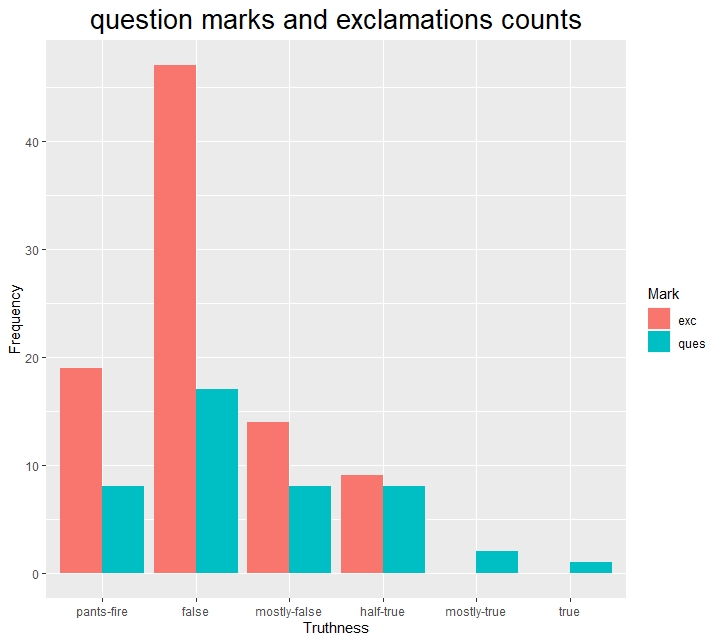 question marks and exclamations counts
Frequency
40
30
20
10
0
pants-fire false mostly-false half-true mostly-true true
Truthness
Mark
exc
ques